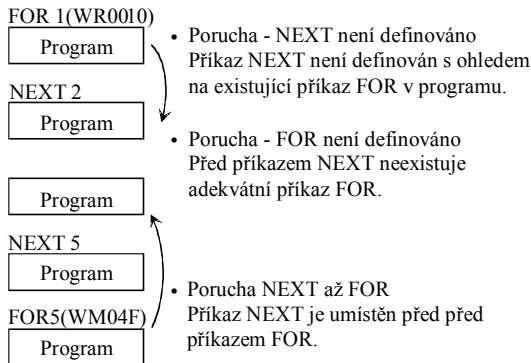 FOR 1(WR0010)
Program
NEXT 2
Program
Program
NEXT 5
Program
FOR5(WM04F)
Program
• Porucha - NEXT není definováno
Příkaz NEXT není definován s ohledem
na existující příkaz FOR v programu.
• Porucha - FOR není definováno
Před příkazem NEXT neexistuje
adekvátní příkaz FOR.
• Porucha NEXT až FOR
Příkaz NEXT je umístěn před před
příkazem FOR.